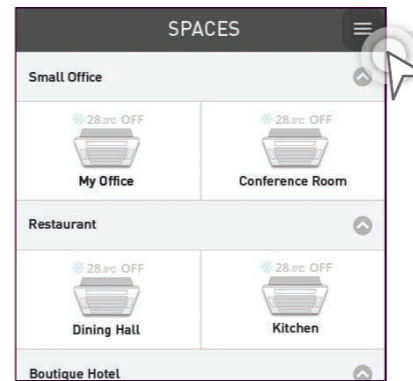 SPACES
Small Office
28.0°C OFF
28.0°C OFF
My Office
Conference Room
Restaurant
28.0°C OFF
28.0°C OFF
Dining Hall
Kitchen
Boutique Hotel